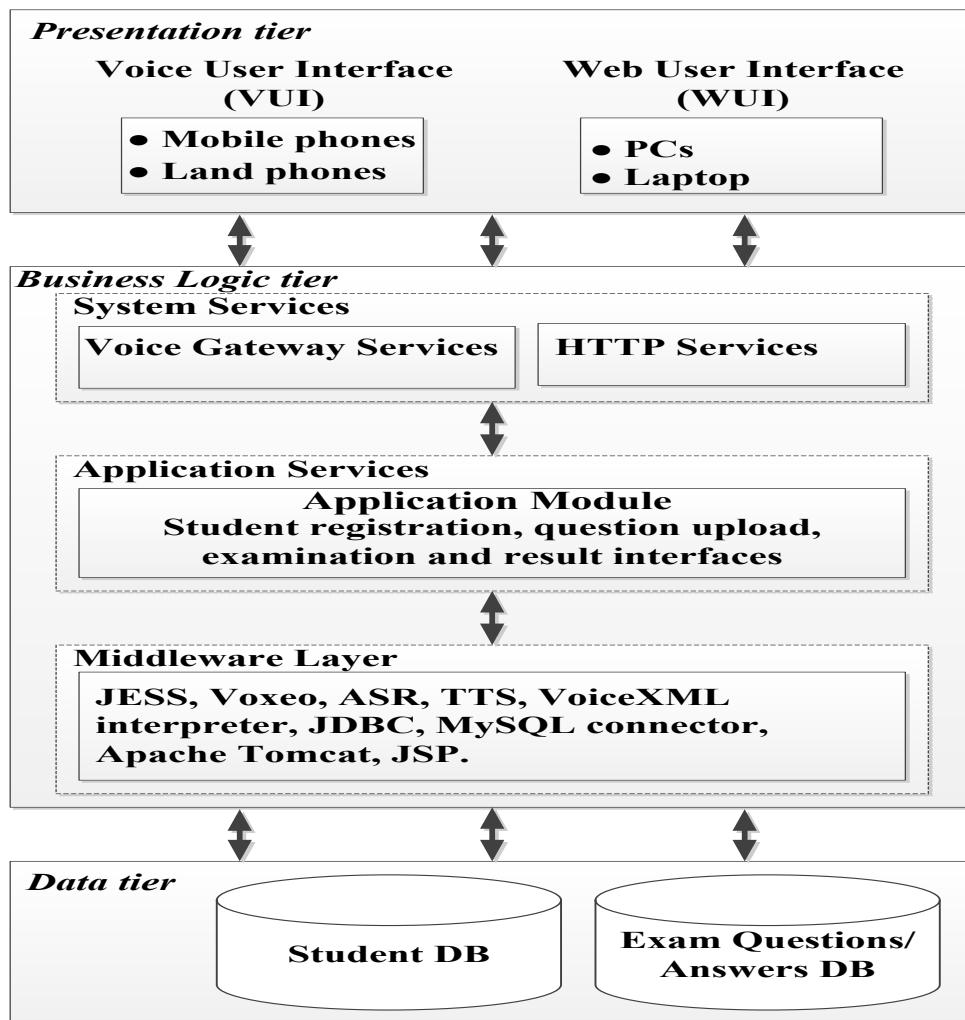 Presentation tier
Voice User Interface
(VUI)
Web User Interface
(WUI)
● Mobile phones
● Land phones
● PCs
● Laptop
Business Logic tier
System Services
Voice Gateway Services
HTTP Services
Application Services
Application Module
Student registration, question upload,
examination and result interfaces
Middleware Layer
JESS, Voxeo, ASR, TTS, VoiceXML
interpreter, JDBC, MySQL connector,
Apache Tomcat, JSP.
Data tier
Student DB
Exam Questions/
Answers DB